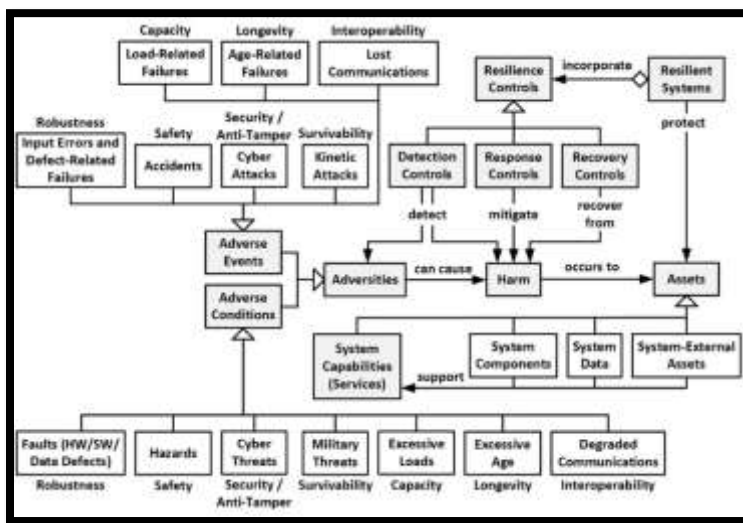 Capacity
Longevity
Interoperability
Load-Related
Failures
Age-Related
Failures
Lost
Communications
Resilience
Controls
incorporate
Resilient
Systems
Robustness
Safety
Security /
Anti-Tamper
Survivability
protect
Input Errors and
Defect-Related
Failures
Accidents
Cyber
Attacks
Kinetic
Attacks
Detection
Controls
Response
Controls
Recovery
Controls
detect
mitigate
recover
from
Adverse
Events
Adversities
can cause
Harm
occurs to
Assets
Adverse
Conditions
System
Capabilities
(Services)
support
System
Components
System
Data
System-External
Assets
Faults (HW/SW/
Data Defects)
Hazards
Cyber
Threats
Military
Threats
Excessive
Loads
Excessive
Age
Degraded
Communications
Robustness
Safety
Security /
Anti-Tamper
Survivability
Capacity
Longevity
Interoperability